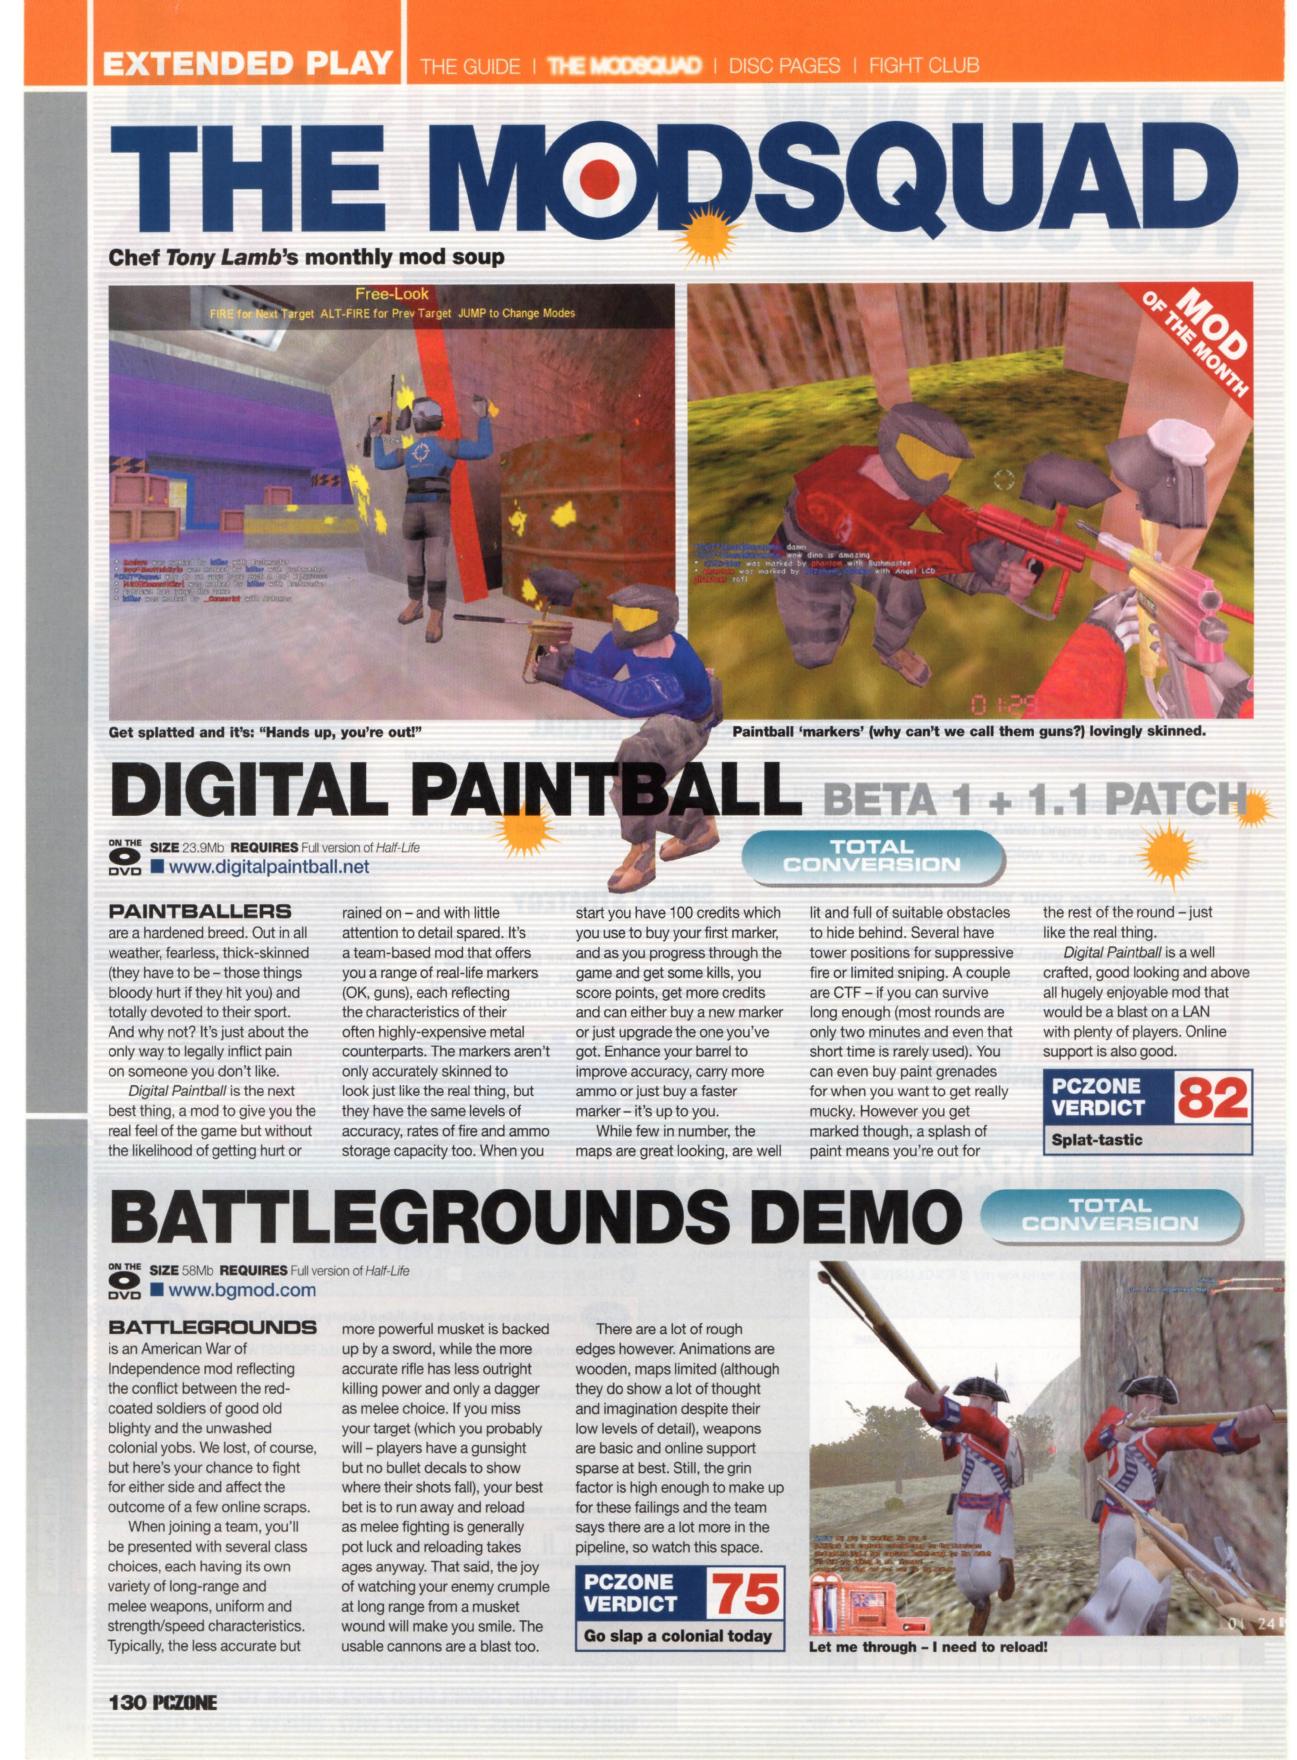 EXTENDED PLAY
THE GUIDE | THE MODSQUAD | DISC PAGES | FIGHT CLUB
THE MODSQUAD
Chef Tony Lamb's monthly mod soup
Free-Look
FIRE for Next Target ALT-FIRE for Prev Target JUMP to Change Modes
MOD
OF THE MONTH
damn
wow dino is amazing
was marked by phantom with Bushmaster
was marked by with Angel LCD
rofl
01:29
Get splatted and it's: “Hands up, you're out!”
Paintball ‘markers’ (why can't we call them guns?) lovingly skinned.
DIGITAL PAINTBALL BETA 1 + 1.1 PATCH
ON THE
DVD
SIZE 23.9Mb REQUIRES Full version of Half-Life
■ www.digitalpaintball.net
TOTAL
CONVERSION
PAINTBALLERS
are a hardened breed. Out in all
weather, fearless, thick-skinned
(they have to be – those things
bloody hurt if they hit you) and
totally devoted to their sport.
And why not? It's just about the
only way to legally inflict pain
on someone you don't like.
Digital Paintball is the next
best thing, a mod to give you the
real feel of the game but without
the likelihood of getting hurt or
rained on – and with little
attention to detail spared. It's
a team-based mod that offers
you a range of real-life markers
(OK, guns), each reflecting
the characteristics of their
often highly-expensive metal
counterparts. The markers aren't
only accurately skinned to
look just like the real thing, but
they have the same levels of
accuracy, rates of fire and ammo
storage capacity too. When you
start you have 100 credits which
you use to buy your first marker,
and as you progress through the
game and get some kills, you
score points, get more credits
and can either buy a new marker
or just upgrade the one you've
got. Enhance your barrel to
improve accuracy, carry more
ammo or just buy a faster
marker – it's up to you.
While few in number, the
maps are great looking, are well
lit and full of suitable obstacles
to hide behind. Several have
tower positions for suppressive
fire or limited sniping. A couple
are CTF – if you can survive
long enough (most rounds are
only two minutes and even that
short time is rarely used). You
can even buy paint grenades
for when you want to get really
mucky. However you get
marked though, a splash of
paint means you're out for
the rest of the round – just
like the real thing.
Digital Paintball is a well
crafted, good looking and above
all hugely enjoyable mod that
would be a blast on a LAN
with plenty of players. Online
support is also good.
PCZONE
VERDICT
82
Splat-tastic
BATTLEGROUNDS DEMO
TOTAL
CONVERSION
ON THE
DVD
SIZE 58Mb REQUIRES Full version of Half-Life
■ www.bgmod.com
BATTLEGROUNDS
is an American War of
Independence mod reflecting
the conflict between the red-
coated soldiers of good old
blighty and the unwashed
colonial yobs. We lost, of course,
but here's your chance to fight
for either side and affect the
outcome of a few online scraps.
When joining a team, you'll
be presented with several class
choices, each having its own
variety of long-range and
melee weapons, uniform and
strength/speed characteristics.
Typically, the less accurate but
more powerful musket is backed
up by a sword, while the more
accurate rifle has less outright
killing power and only a dagger
as melee choice. If you miss
your target (which you probably
will – players have a gunsight
but no bullet decals to show
where their shots fall), your best
bet is to run away and reload
as melee fighting is generally
pot luck and reloading takes
ages anyway. That said, the joy
of watching your enemy crumple
at long range from a musket
wound will make you smile. The
usable cannons are a blast too.
There are a lot of rough
edges however. Animations are
wooden, maps limited (although
they do show a lot of thought
and imagination despite their
low levels of detail), weapons
are basic and online support
sparse at best. Still, the grin
factor is high enough to make up
for these failings and the team
says there are a lot more in the
pipeline, so watch this space.
PCZONE
VERDICT
75
Go slap a colonial today
Let me through – I need to reload!
130 PCZONE